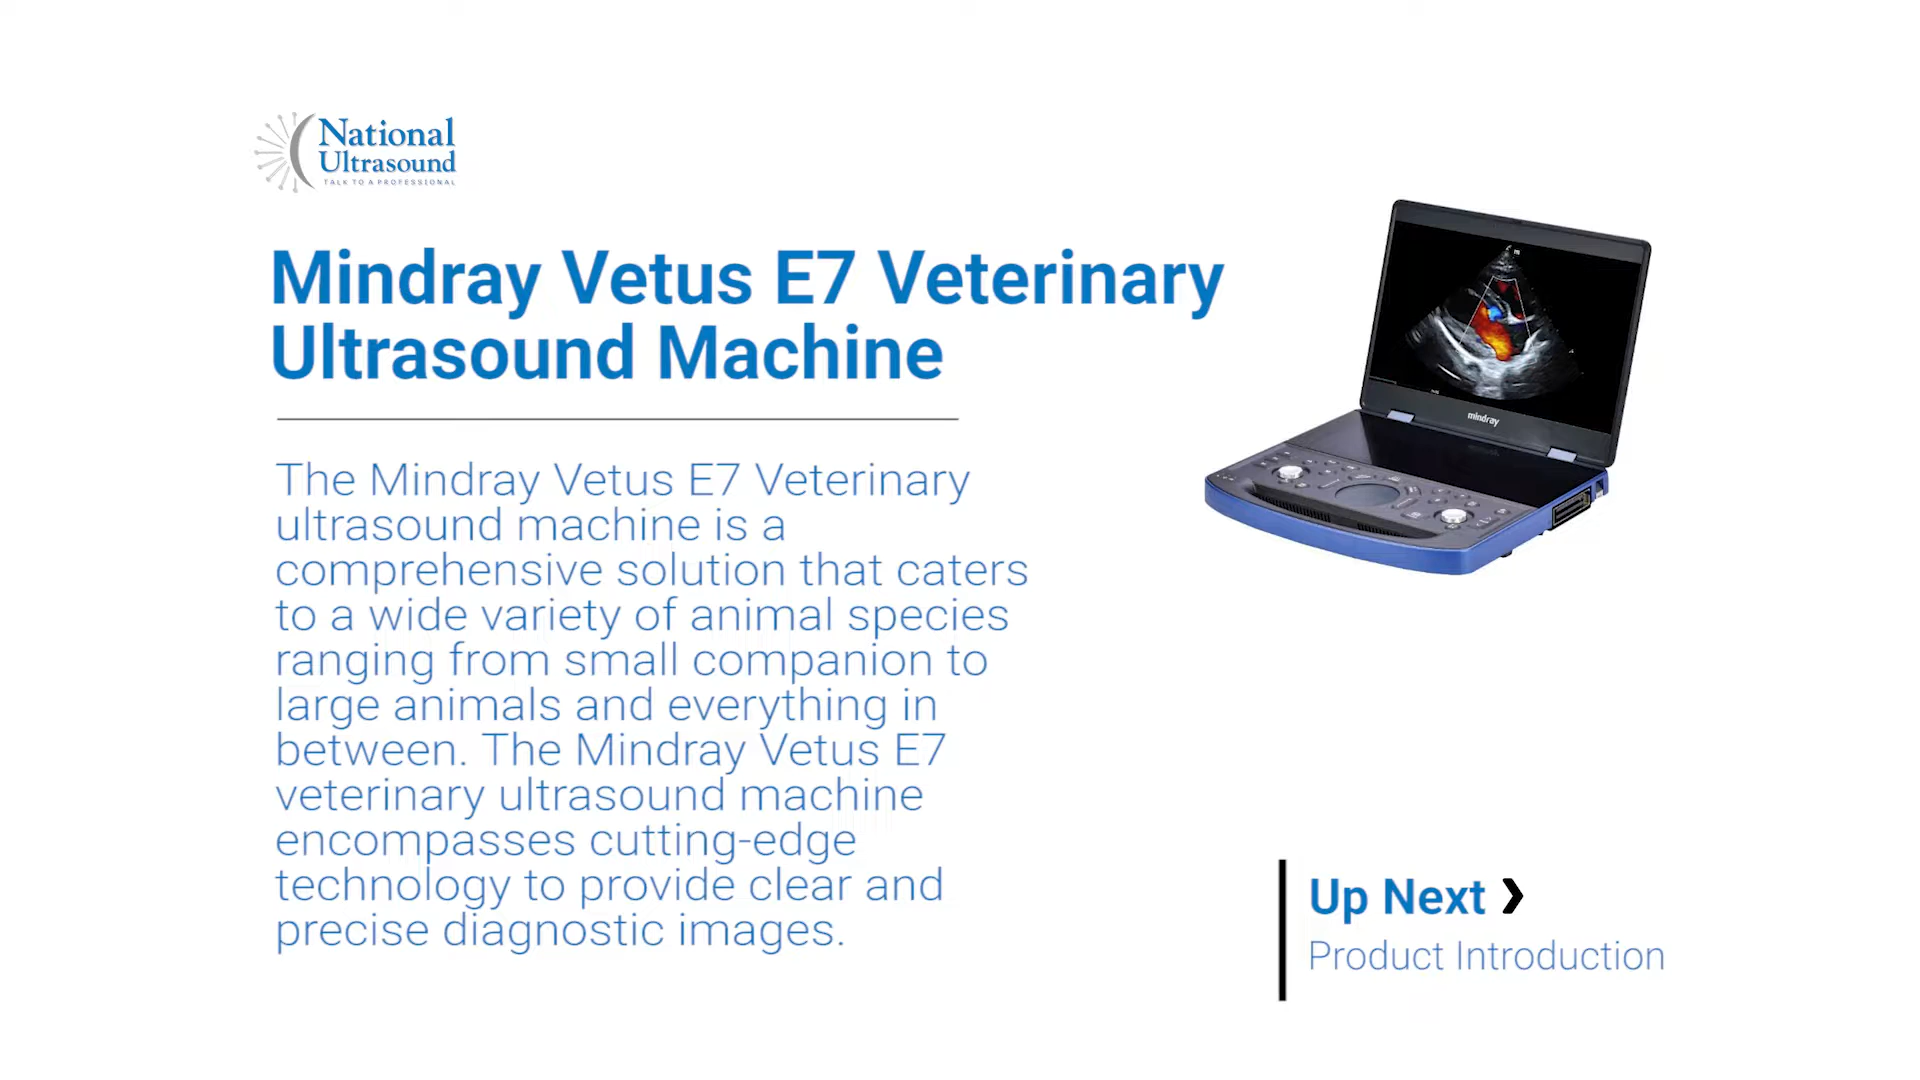 National
Ultrasound
TALK TO A PROFESSIONAL
Mindray Vetus E7 Veterinary
Ultrasound Machine
mindray
The Mindray Vetus E7 Veterinary
ultrasound machine is a
comprehensive solution that caters
to a wide variety of animal species
ranging from small companion to
large animals and everything in
between. The Mindray Vetus E7
veterinary ultrasound machine
encompasses cutting-edge
technology to provide clear and
precise diagnostic images.
Up Next
Product Introduction